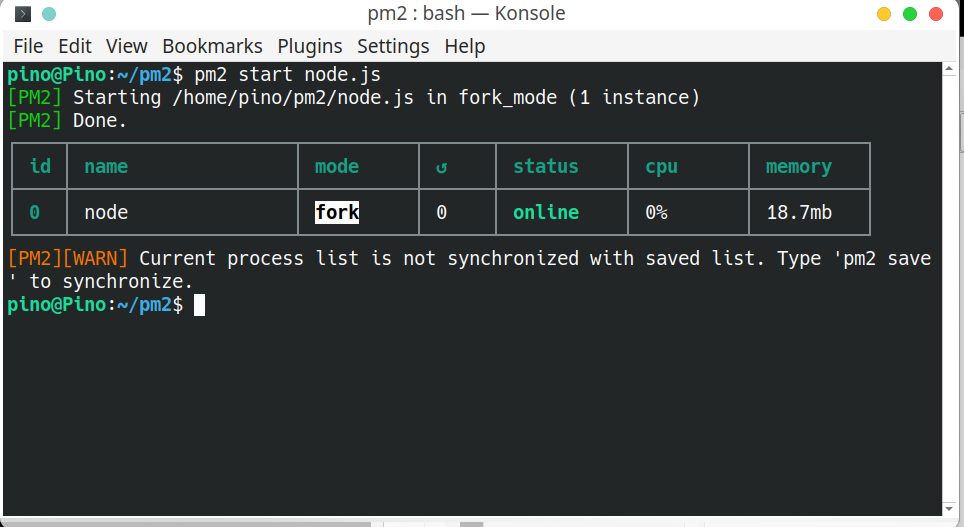 pm2 : bash — Konsole
File Edit View Bookmarks Plugins Settings Help
pino@Pino:~/pm2$ pm2 start node.js
[PM2] Starting /home/pino/pm2/node.js in fork_mode (1 instance)
[PM2] Done.
id name mode ↺ status cpu memory
0 node fork 0 online 0% 18.7mb
[PM2][WARN] Current process list is not synchronized with saved list. Type 'pm2 save
' to synchronize.
pino@Pino:~/pm2$